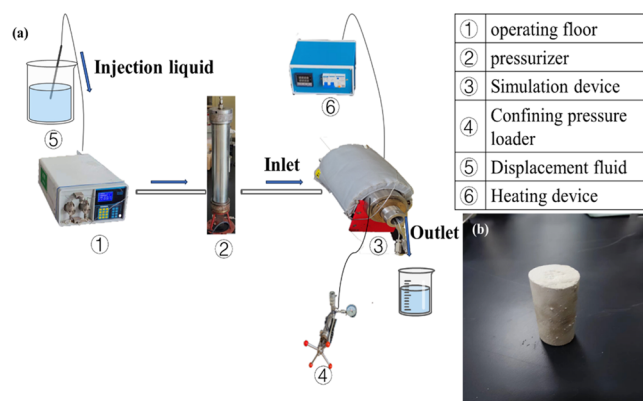 (a)
Injection liquid
⑤
①
②
Inlet
⑥
③
Outlet
④
① operating floor
② pressurizer
③ Simulation device
④ Confining pressure
loader
⑤ Displacement fluid
⑥ Heating device
(b)